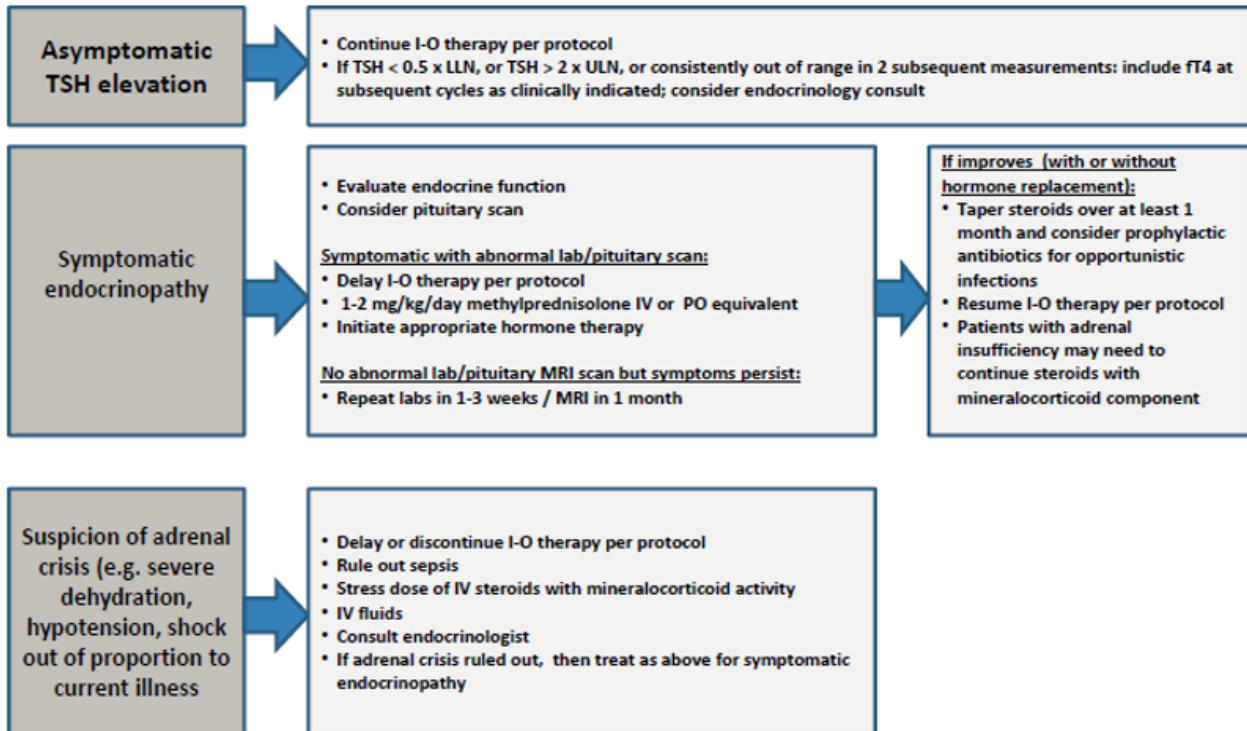 Asymptomatic
TSH elevation
• Continue I-O therapy per protocol
• If TSH < 0.5 x LLN, or TSH > 2 x ULN, or consistently out of range in 2 subsequent measurements: include fT4 at
subsequent cycles as clinically indicated; consider endocrinology consult
Symptomatic
endocrinopathy
• Evaluate endocrine function
• Consider pituitary scan
Symptomatic with abnormal lab/pituitary scan:
• Delay I-O therapy per protocol
• 1-2 mg/kg/day methylprednisolone IV or PO equivalent
• Initiate appropriate hormone therapy
No abnormal lab/pituitary MRI scan but symptoms persist:
• Repeat labs in 1-3 weeks / MRI in 1 month
If improves (with or without
hormone replacement):
• Taper steroids over at least 1
month and consider prophylactic
antibiotics for opportunistic
infections
• Resume I-O therapy per protocol
• Patients with adrenal
insufficiency may need to
continue steroids with
mineralocorticoid component
Suspicion of adrenal
crisis (e.g. severe
dehydration,
hypotension, shock
out of proportion to
current illness
• Delay or discontinue I-O therapy per protocol
• Rule out sepsis
• Stress dose of IV steroids with mineralocorticoid activity
• IV fluids
• Consult endocrinologist
• If adrenal crisis ruled out, then treat as above for symptomatic
endocrinopathy